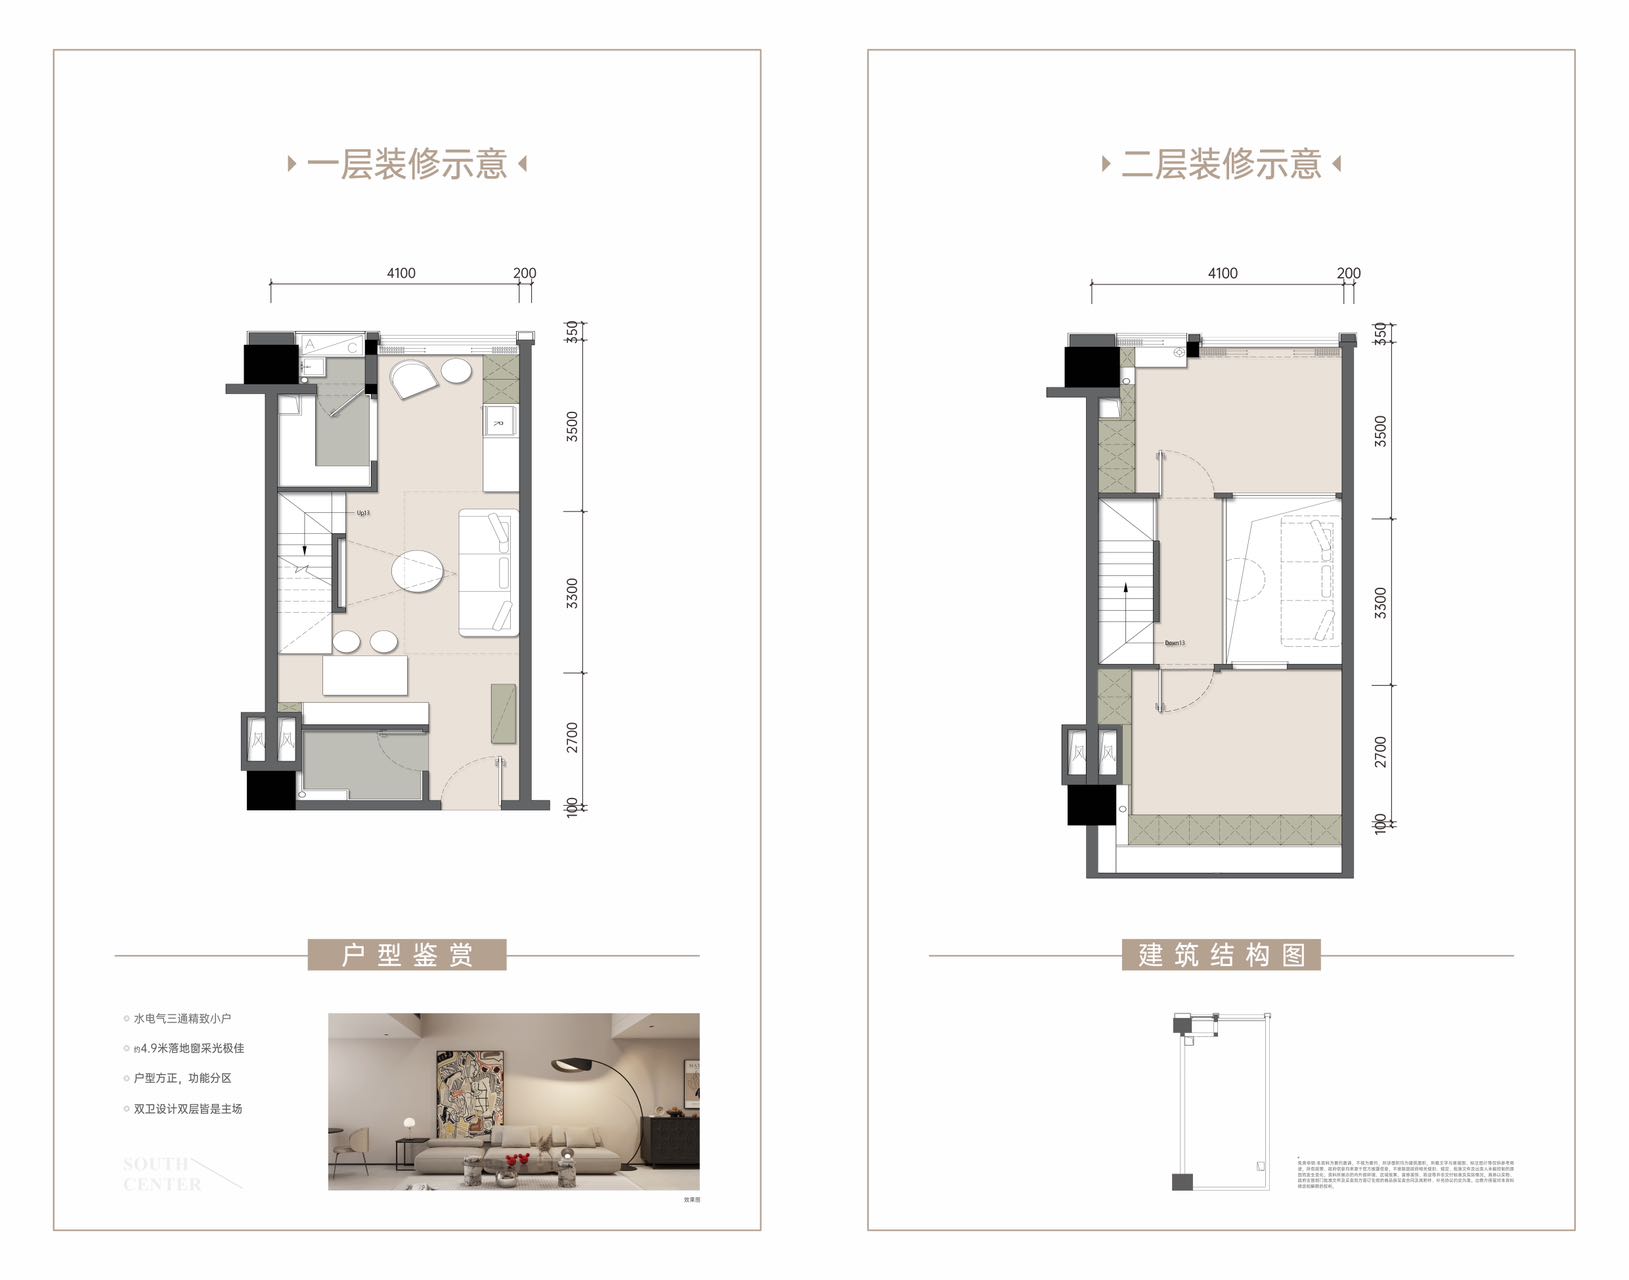 一层装修示意
4100
200
350
3500
3300
2700
100
A
C
Up13
风
风
户型鉴赏
水电气三通精致小户
约4.9米落地窗采光极佳
户型方正，功能分区
双卫设计双层皆是主场
SOUTH
CENTER
效果图
二层装修示意
4100
200
350
3500
3300
2700
100
Down13
风
风
建筑结构图